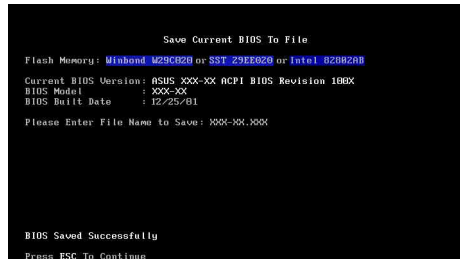 Save Current BIOS To File
Flash Memory: Winbond W29C020 or SST 29EE020 or Intel 82802AB
Current BIOS Version: ASUS XXX-XX ACPI BIOS Revision 100X
BIOS Model : XXX-XX
BIOS Built Date : 12/25/01
Please Enter File Name to Save: XXX-XX.XXX
BIOS Saved Successfully
Press ESC To Continue